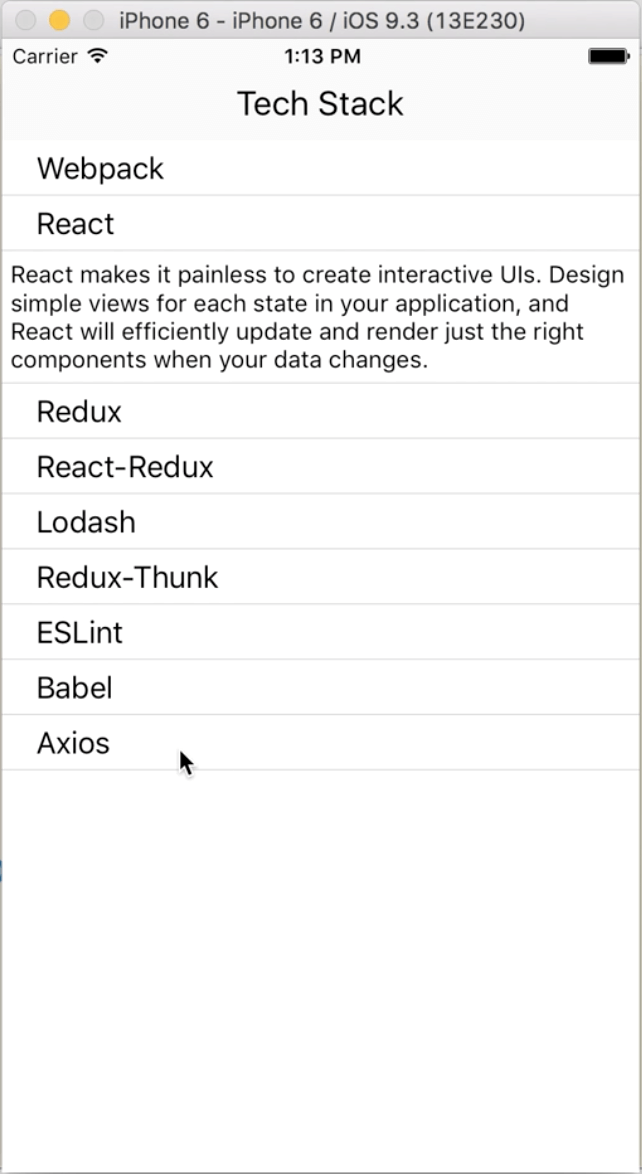 iPhone 6 - iPhone 6 / iOS 9.3 (13E230)
Carrier 1:13 PM
Tech Stack
Webpack
React
React makes it painless to create interactive UIs. Design
simple views for each state in your application, and
React will efficiently update and render just the right
components when your data changes.
Redux
React-Redux
Lodash
Redux-Thunk
ESLint
Babel
Axios